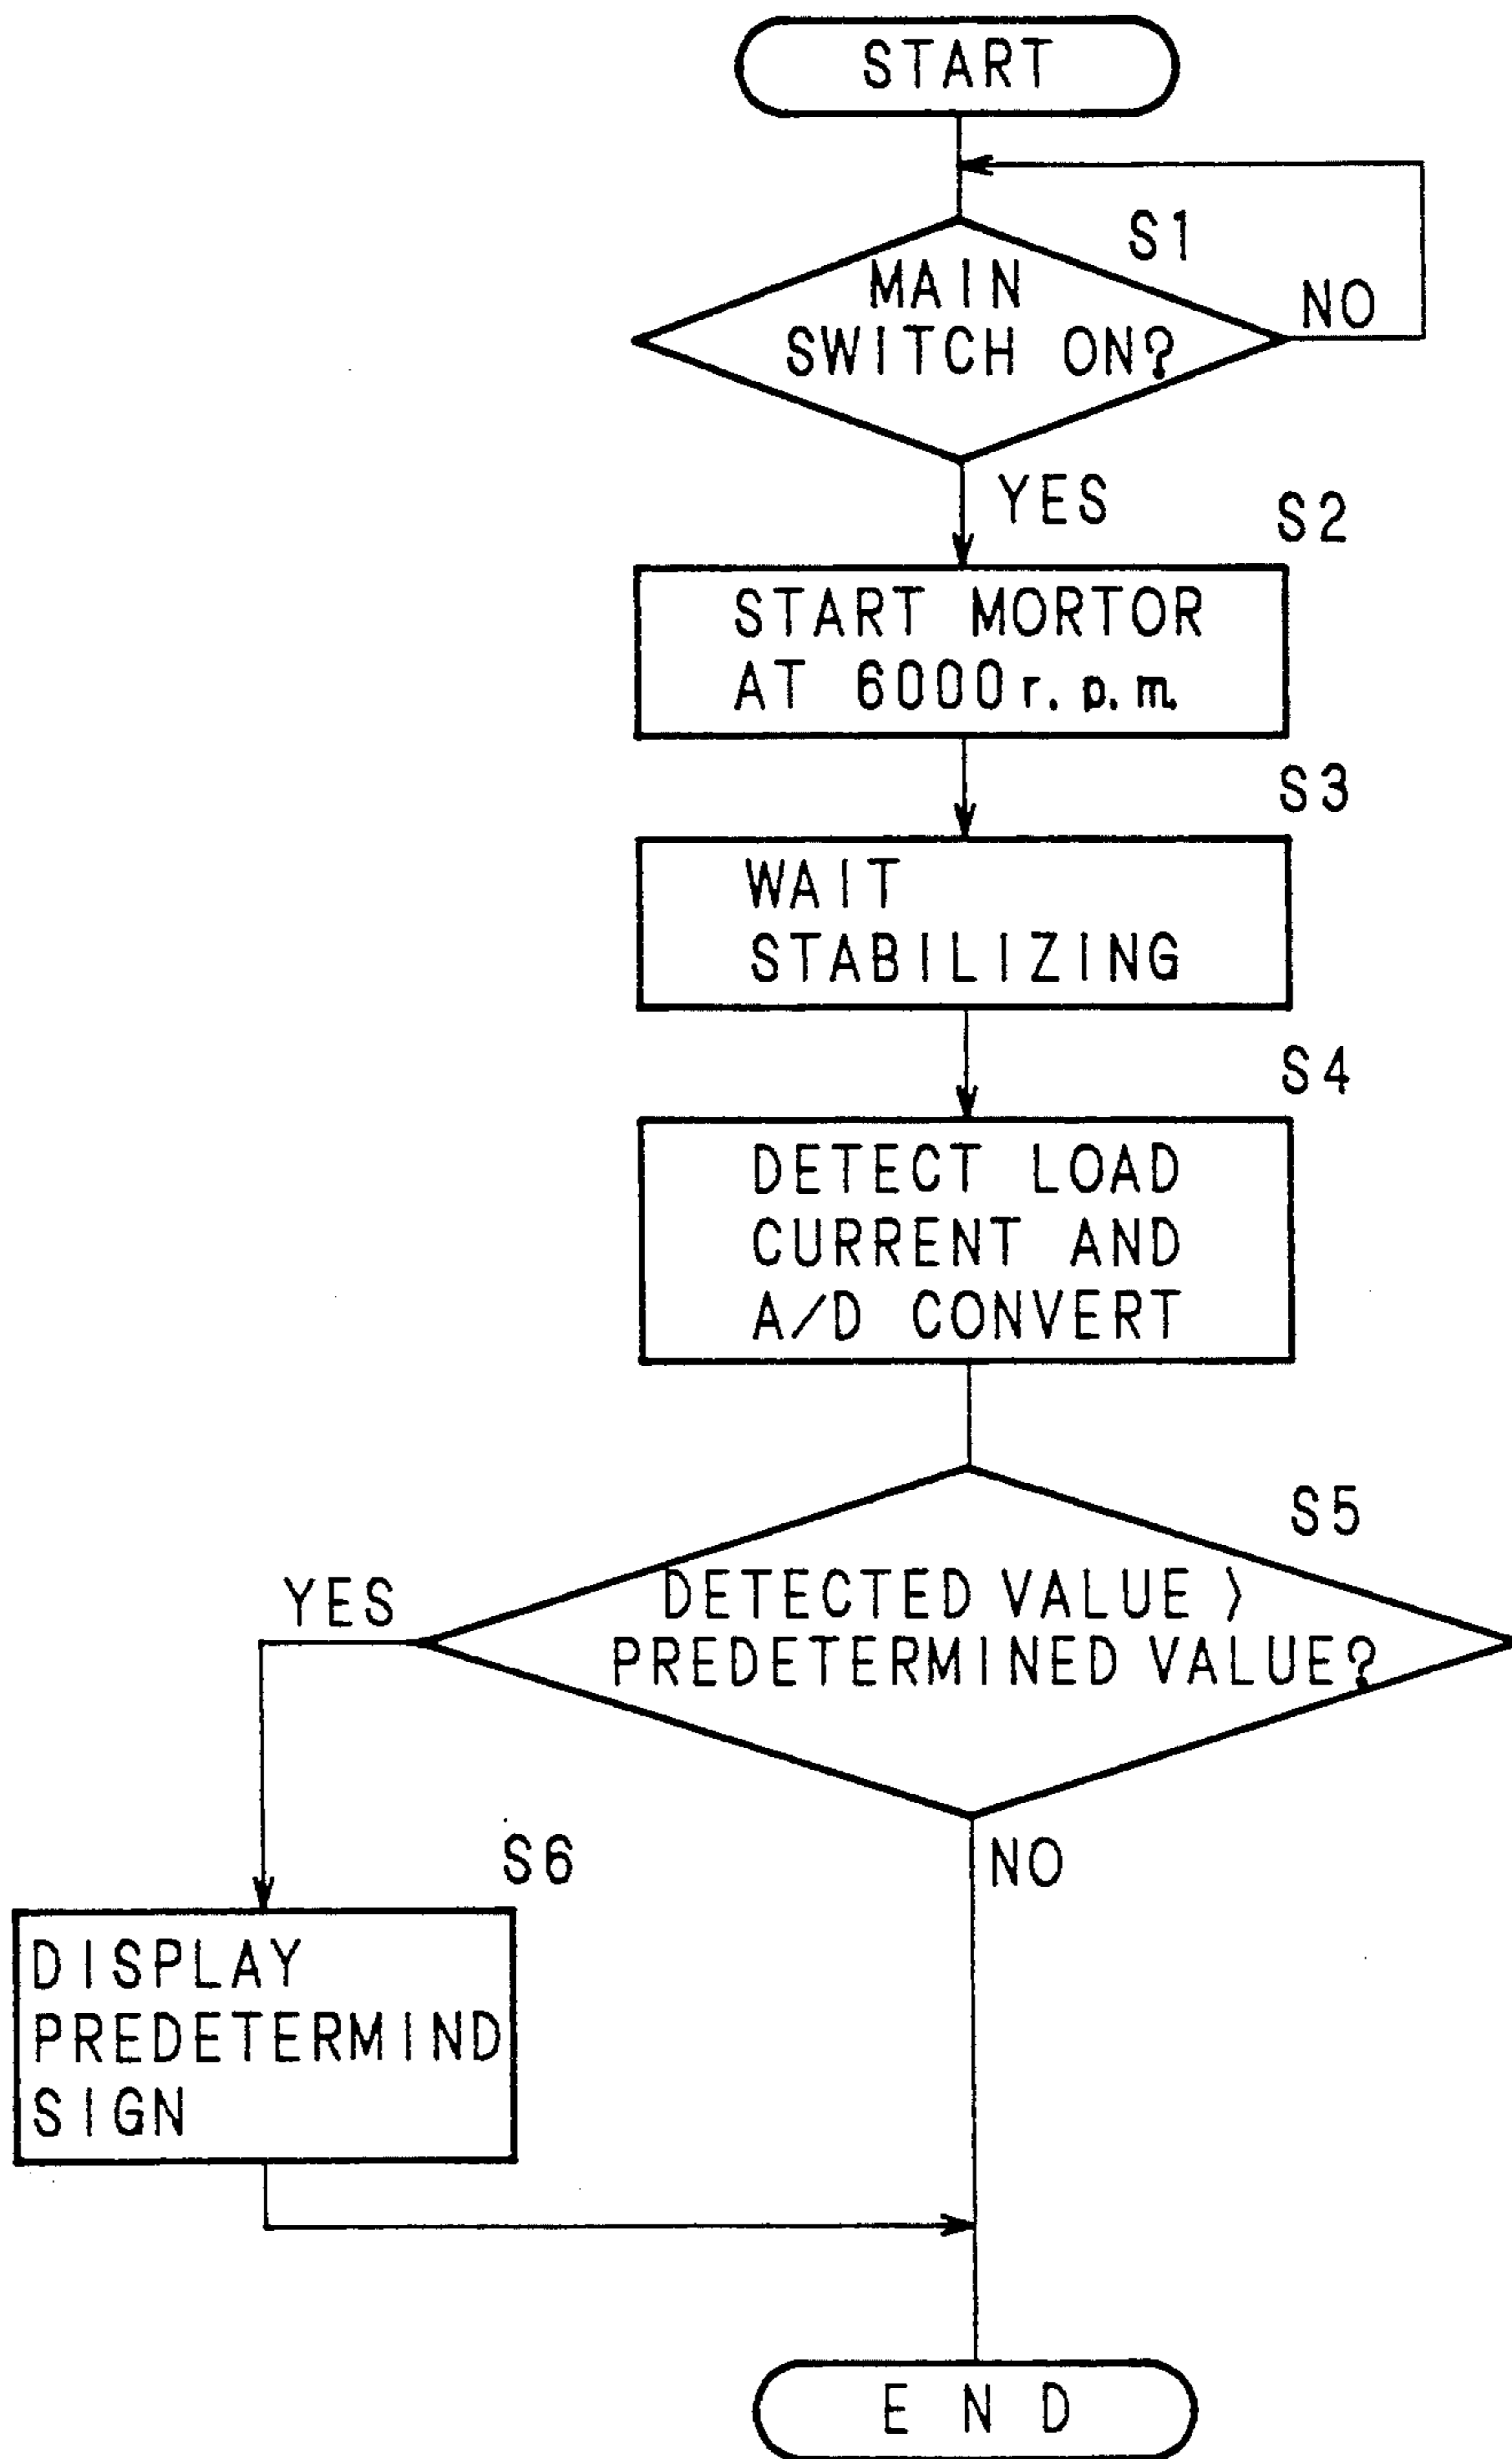 START
S1
MAIN
SWITCH ON?
NO
YES
S2
START MORTOR
AT 6000r.p.m.
S3
WAIT
STABILIZING
S4
DETECT LOAD
CURRENT AND
A/D CONVERT
S5
DETECTED VALUE >
PREDETERMINED VALUE?
YES
NO
S6
DISPLAY
PREDETERMIND
SIGN
END